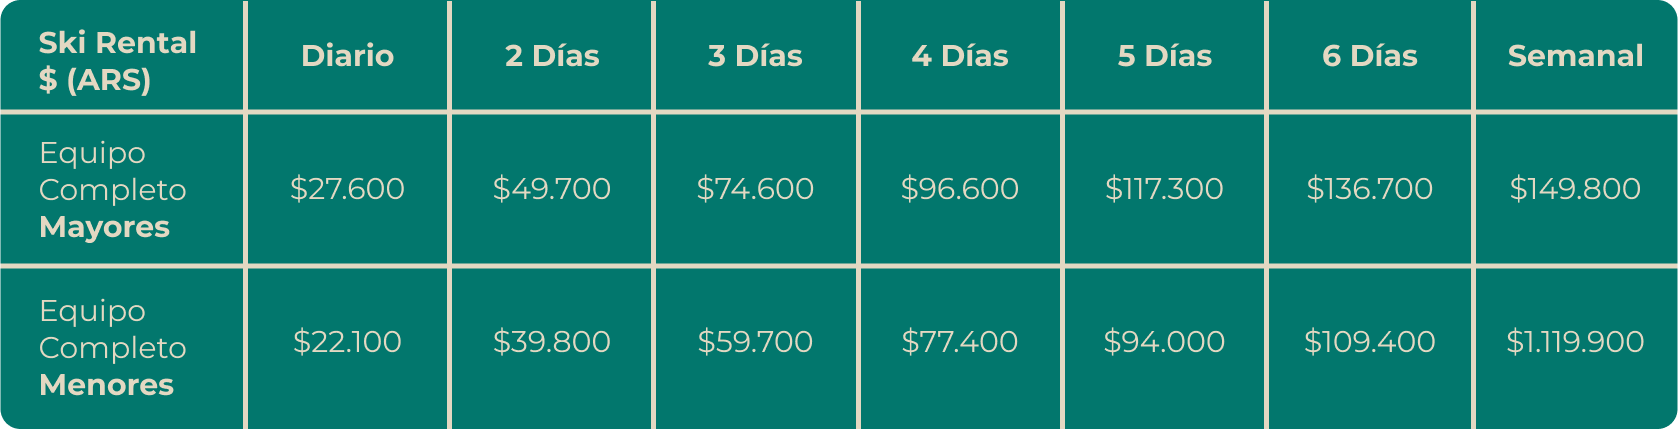 Ski Rental
$ (ARS)
Diario
2 Días
3 Días
4 Días
5 Días
6 Días
Semanal
Equipo
Completo
Mayores
$27.600
$49.700
$74.600
$96.600
$117.300
$136.700
$149.800
Equipo
Completo
Menores
$22.100
$39.800
$59.700
$77.400
$94.000
$109.400
$1.119.900